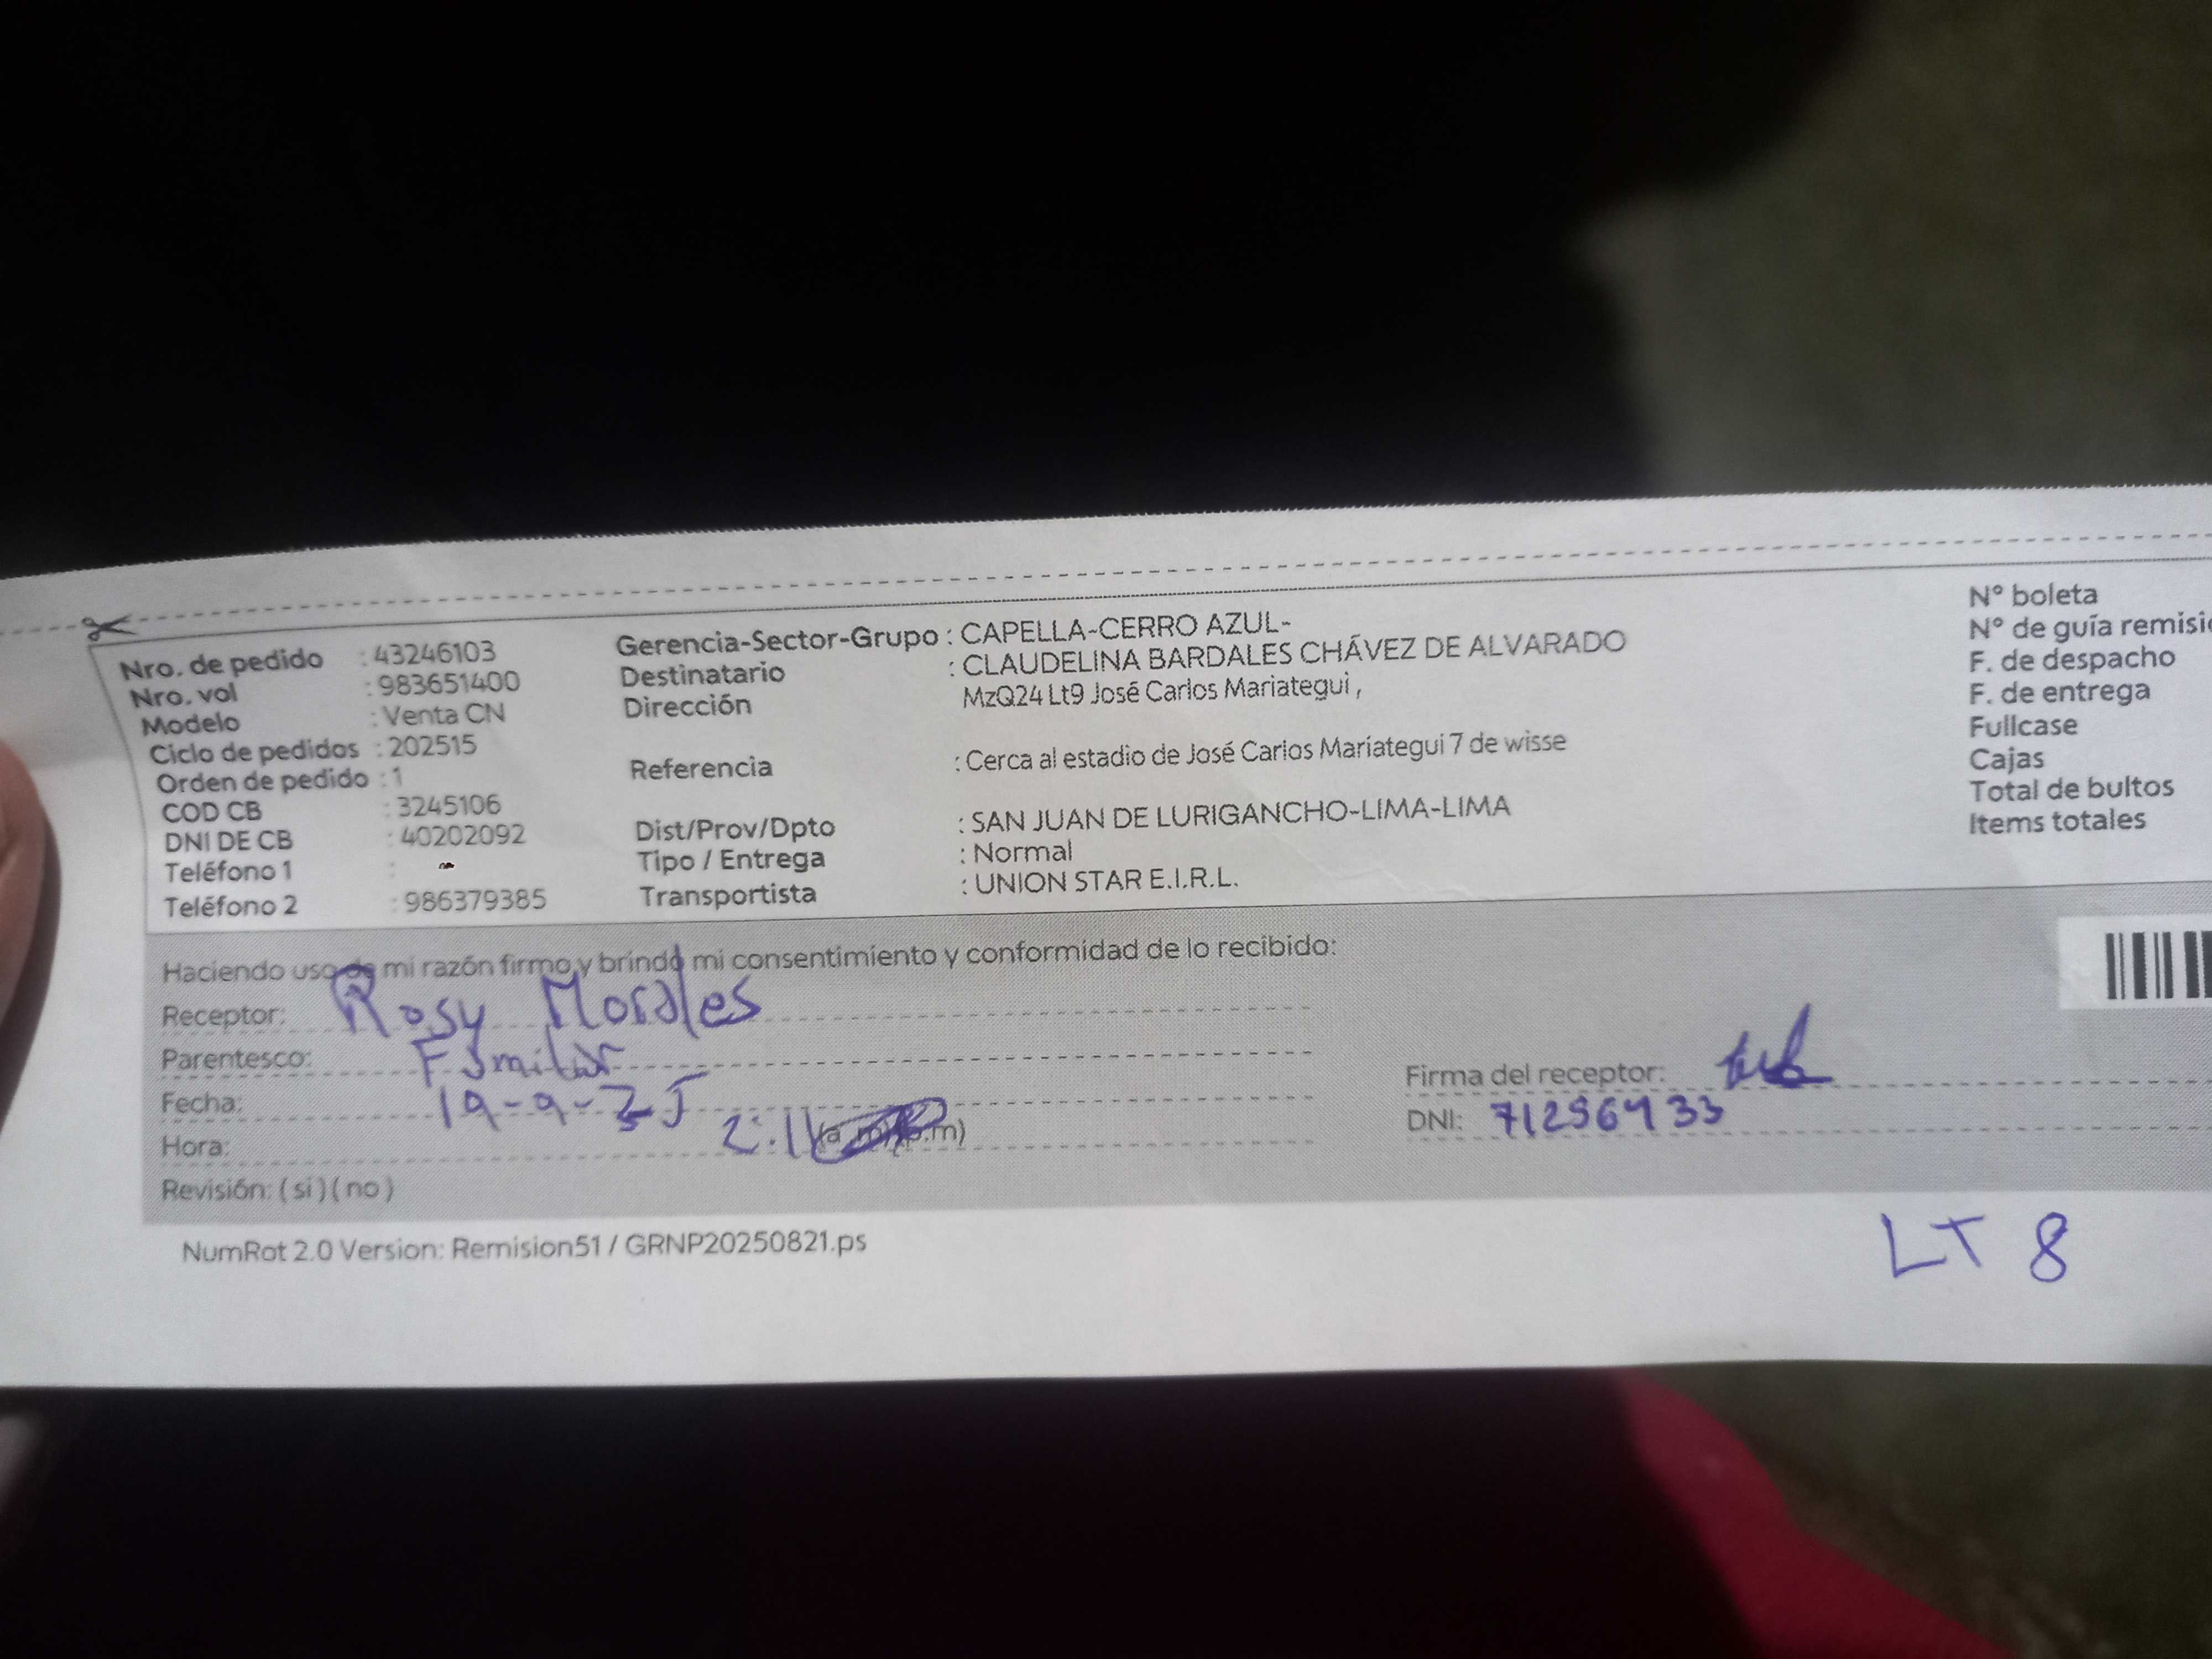 Nro. de pedido : 43246103
Nro. vol : 983651400
Modelo : Venta CN
Ciclo de pedidos : 202515
Orden de pedido : 1
COD CB : 3245106
DNI DE CB : 40202092
Teléfono 1 :
Teléfono 2 : 986379385
Gerencia-Sector-Grupo : CAPELLA-CERRO AZUL-
Destinatario : CLAUDELINA BARDALES CHÁVEZ DE ALVARADO
Dirección MzQ24 Lt9 José Carlos Mariategui ,
Referencia : Cerca al estadio de José Carlos Mariategui 7 de wisse
Dist/Prov/Dpto : SAN JUAN DE LURIGANCHO-LIMA-LIMA
Tipo / Entrega : Normal
Transportista : UNION STAR E.I.R.L.
N° boleta
N° de guía
F. de despacho
F. de entrega
Fullcase
Cajas
Total de bultos
Items totales
Haciendo uso de mi razón firmo y brindo mi consentimiento y conformidad de lo recibido:
Receptor: Rosy Morales
Parentesco: Familiar
Fecha: 19-9-25
Hora:
Revisión: ( si ) ( no )
Firma del receptor:
DNI: 71256433
NumRot 2.0 Version: Remision51 / GRNP20250821.ps
LT 8